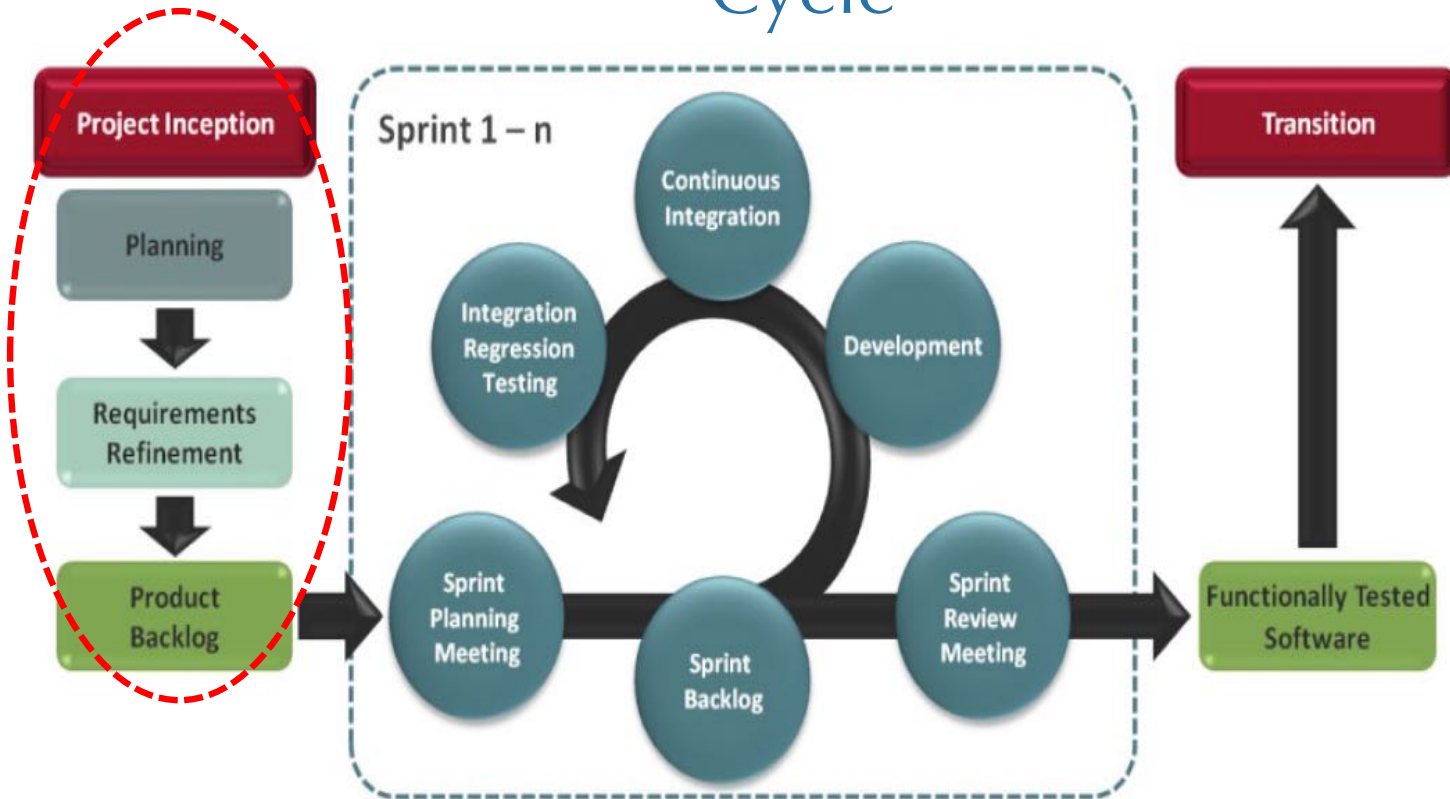 Cycle
Project Inception
Planning
Requirements
Refinement
Product
Backlog
Sprint 1 – n
Continuous
Integration
Integration
Regression
Testing
Development
Sprint
Planning
Meeting
Sprint
Backlog
Sprint
Review
Meeting
Transition
Functionally Tested
Software